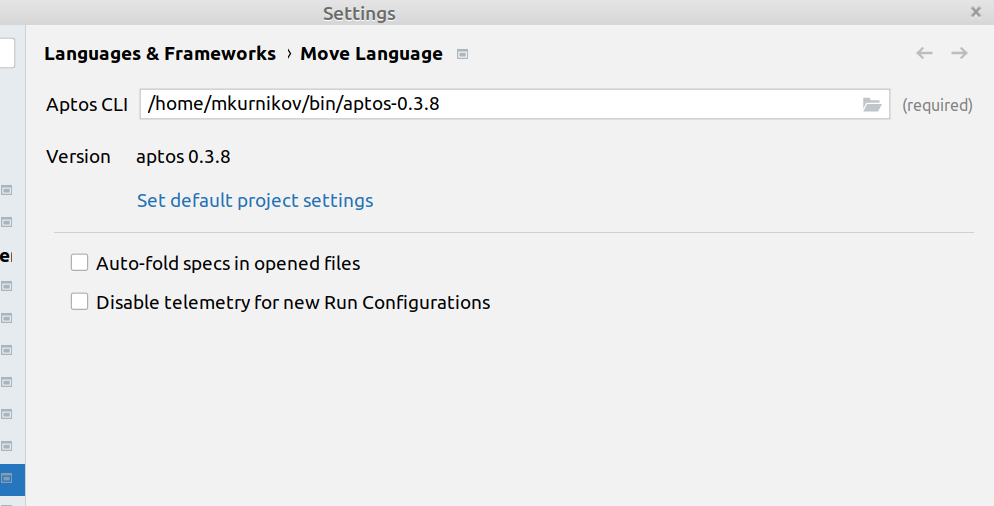 Settings
Languages & Frameworks › Move Language
Aptos CLI /home/mkurnikov/bin/aptos-0.3.8 (required)
Version aptos 0.3.8
Set default project settings
Auto-fold specs in opened files
Disable telemetry for new Run Configurations